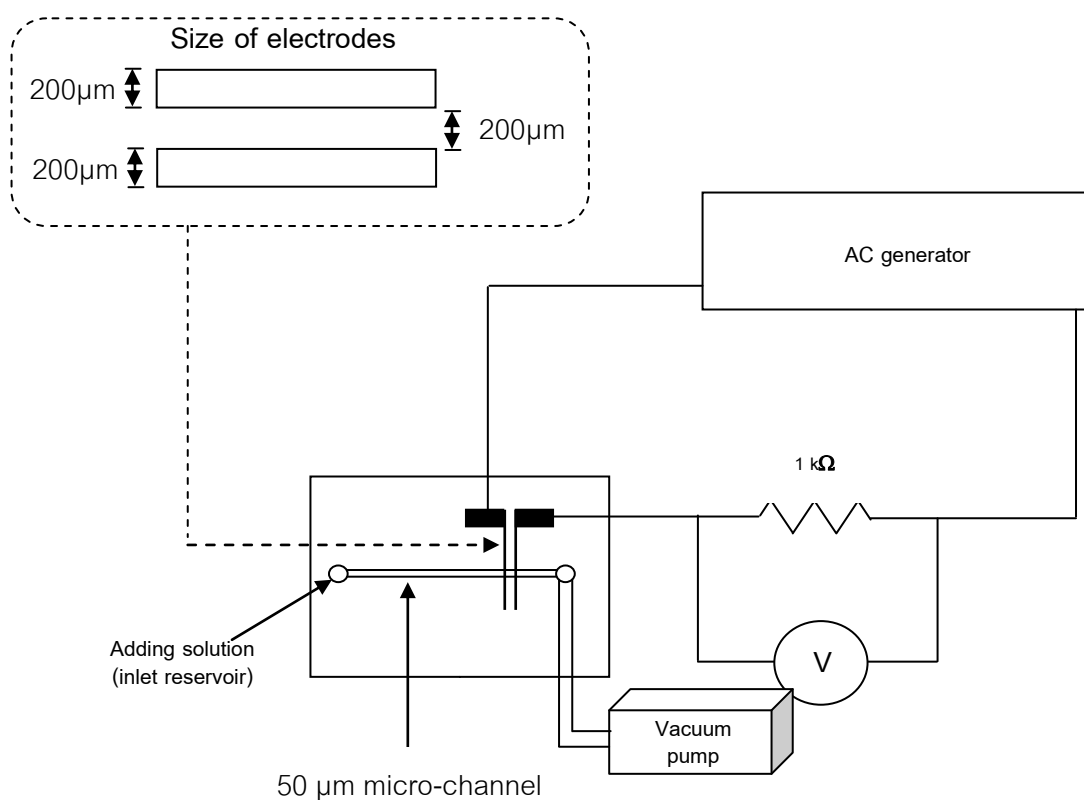 Size of electrodes
200µm
200µm
200µm
AC generator
1 kΩ
Adding solution
(inlet reservoir)
V
Vacuum
pump
50 µm micro-channel